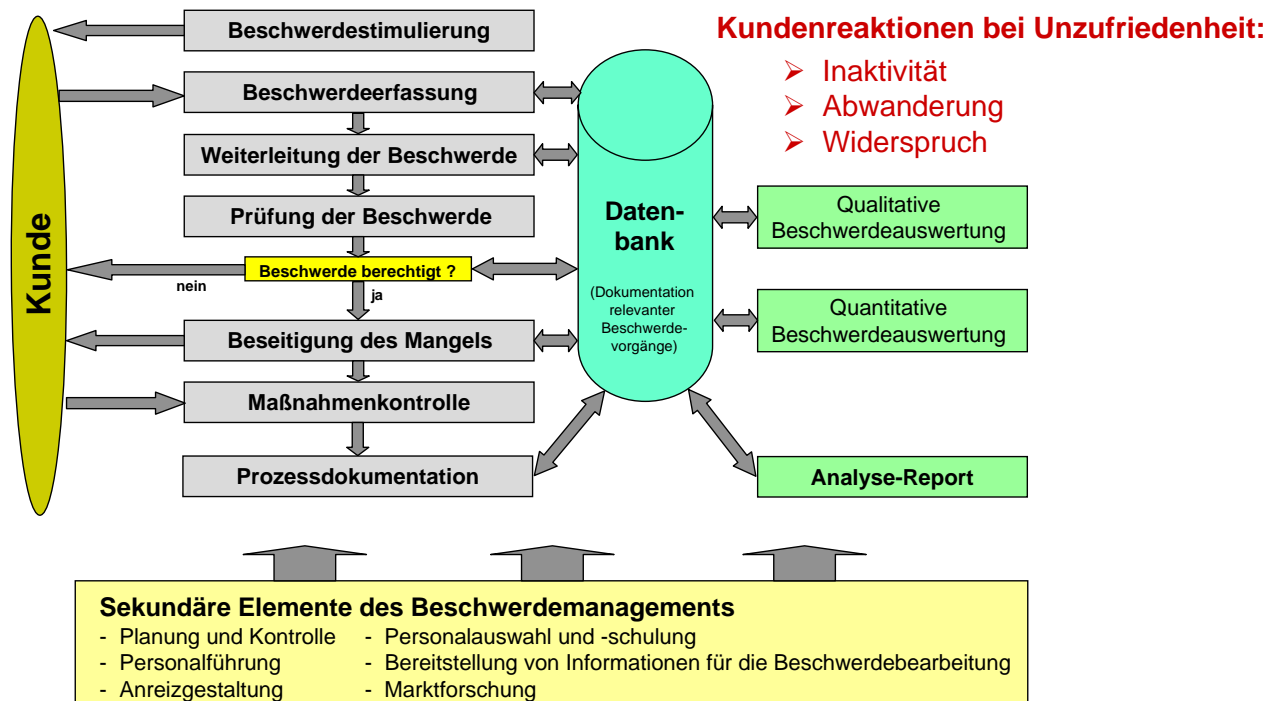 Kundenreaktionen bei Unzufriedenheit:
➢ Inaktivität
➢ Abwanderung
➢ Widerspruch
Kunde
Beschwerdestimulierung
Beschwerdeerfassung
Weiterleitung der Beschwerde
Prüfung der Beschwerde
Beschwerde berechtigt ?
nein
ja
Beseitigung des Mangels
Maßnahmenkontrolle
Prozessdokumentation
Daten-
bank
(Dokumentation
relevanter
Beschwerde-
vorgänge)
Qualitative
Beschwerdeauswertung
Quantitative
Beschwerdeauswertung
Analyse-Report
Sekundäre Elemente des Beschwerdemanagements
- Planung und Kontrolle
- Personalführung
- Anreizgestaltung
- Personalauswahl und -schulung
- Bereitstellung von Informationen für die Beschwerdebearbeitung
- Marktforschung